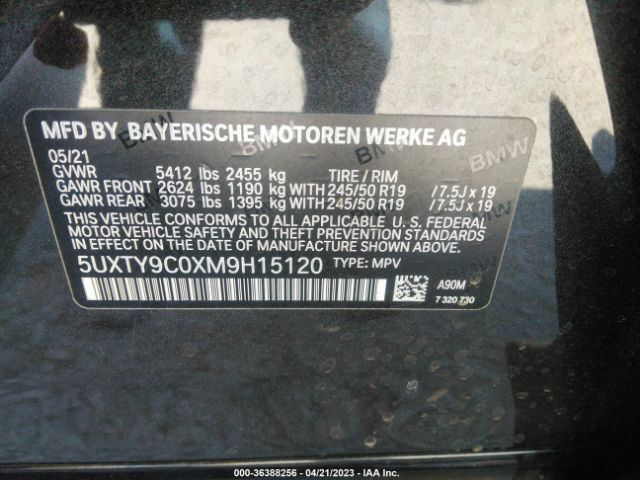 MFD BY BAYERISCHE MOTOREN WERKE AG
05/21
GVWR 5412 lbs 2455 kg TIRE / RIM
GAWR FRONT 2624 lbs 1190 kg WITH 245/50 R19 / 7.5J x 19
GAWR REAR 3075 lbs 1395 kg WITH 245/50 R19 / 7.5J x 19
THIS VEHICLE CONFORMS TO ALL APPLICABLE U. S. FEDERAL
MOTOR VEHICLE SAFETY AND THEFT PREVENTION STANDARDS
IN EFFECT ON THE DATE OF MANUFACTURE SHOWN ABOVE.
5UXTY9C0XM9H15120 TYPE: MPV
A90M
7 320 730
BMW
BMW
000-36388256 - 04/21/2023 - IAA Inc.